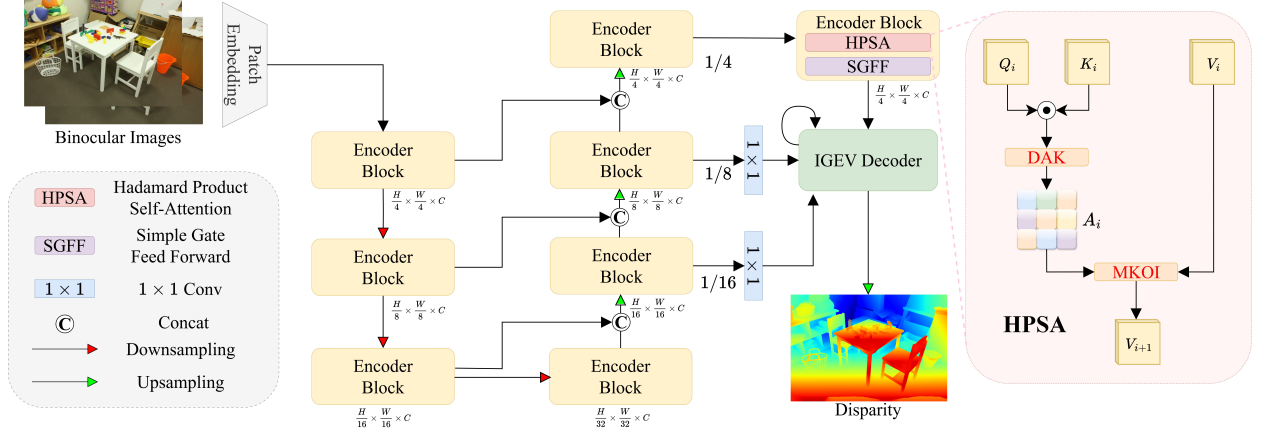 Patch
Embedding
Binocular Images
HPSA
Hadamard Product
Self-Attention
SGFF
Simple Gate
Feed Forward
1 × 1
1 × 1 Conv
C
Concat
Downsampling
Upsampling
Encoder
Block
H/4 × W/4 × C
Encoder
Block
H/8 × W/8 × C
Encoder
Block
H/16 × W/16 × C
Encoder
Block
H/4 × W/4 × C
C
Encoder
Block
H/8 × W/8 × C
C
Encoder
Block
H/16 × W/16 × C
C
Encoder
Block
H/32 × W/32 × C
1/4
1/8
1 × 1
1/16
1 × 1
Encoder Block
HPSA
SGFF
H/4 × W/4 × C
IGEV Decoder
Disparity
Q_i
K_i
V_i
DAK
A_i
MKOI
HPSA
V_{i+1}